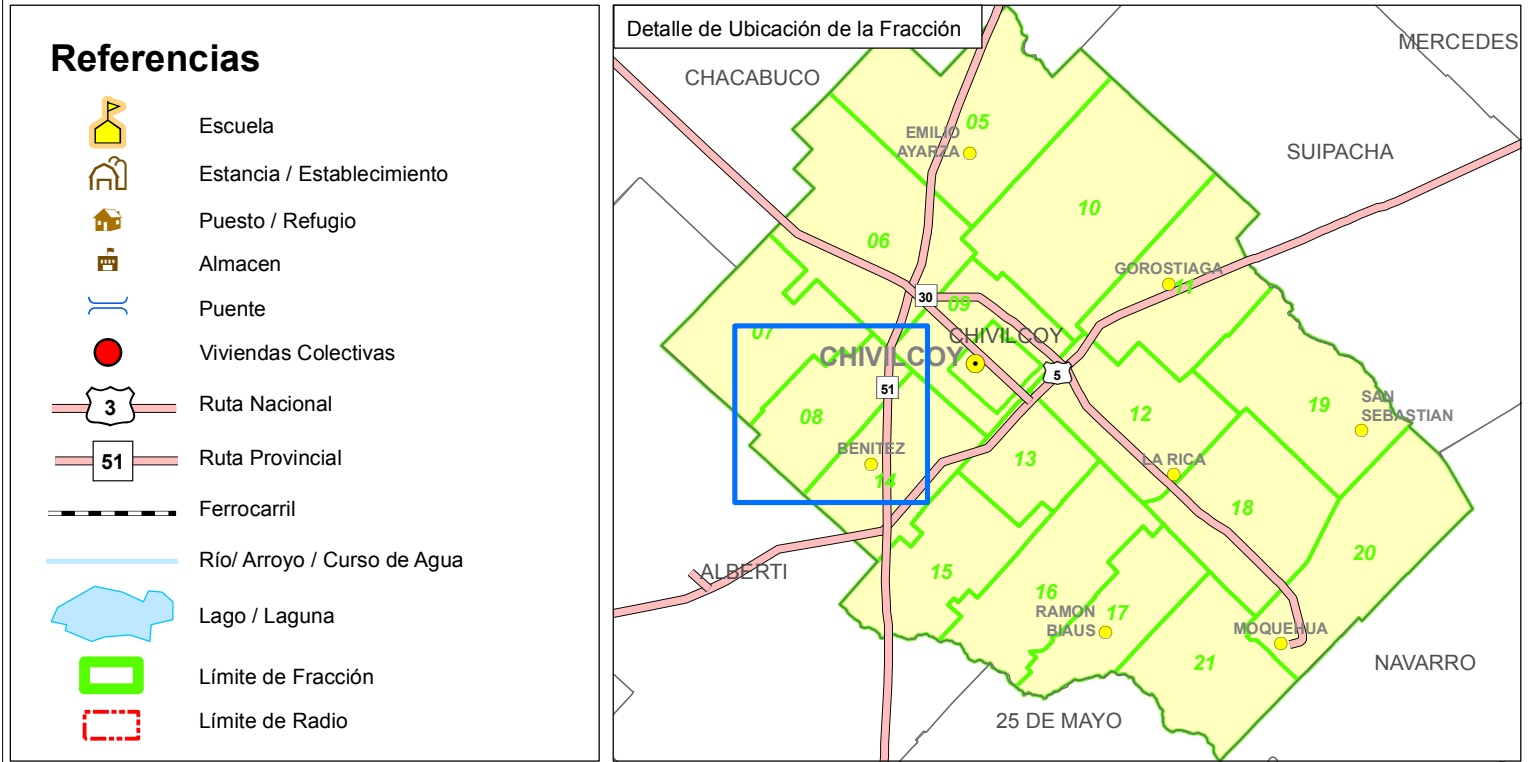 Referencias
Escuela
Estancia / Establecimiento
Puesto / Refugio
Almacen
Puente
Viviendas Colectivas
3
Ruta Nacional
51
Ruta Provincial
Ferrocarril
Río/ Arroyo / Curso de Agua
Lago / Laguna
Límite de Fracción
Límite de Radio
Detalle de Ubicación de la Fracción
MERCEDES
CHACABUCO
05
EMILIO
AYARZA
SUIPACHA
10
06
GOROSTIAGA
11
30
09
07
CHIVILCOY
CHIVILCOY
5
51
08
12
19
SAN
SEBASTIAN
BENITEZ
14
13
LA RICA
18
20
ALBERTI
15
16
RAMON
BIAUS
17
MOQUEHUA
21
NAVARRO
25 DE MAYO